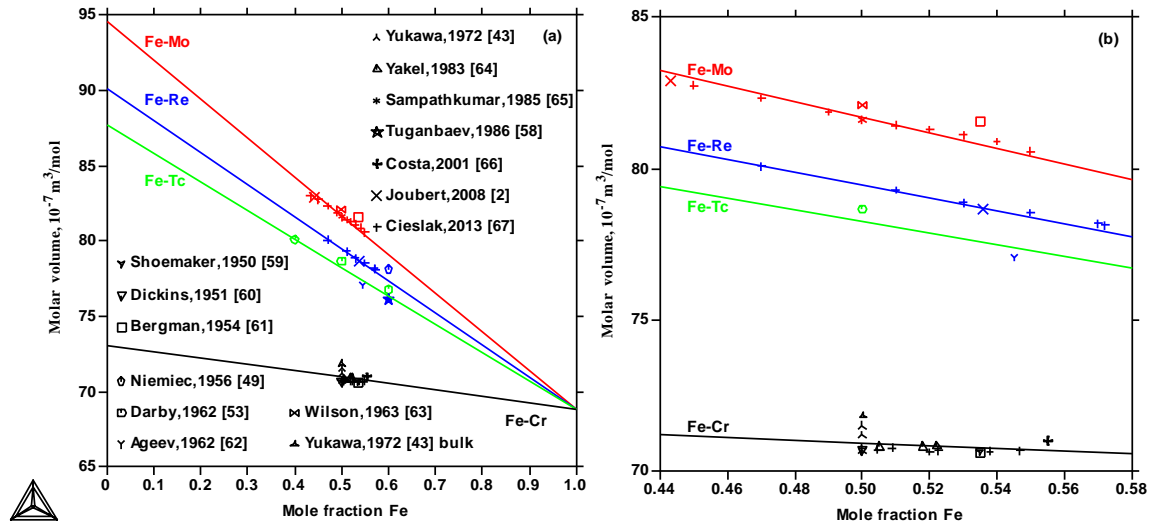 95
90
85
80
75
70
65
Molar volume, 10⁻⁷ m³/mol
(a)
Fe-Mo
Fe-Re
Fe-Tc
Fe-Cr
Yukawa,1972 [43]
Yakel,1983 [64]
Sampathkumar,1985 [65]
Tuganbaev,1986 [58]
Costa,2001 [66]
Joubert,2008 [2]
Cieslak,2013 [67]
Shoemaker,1950 [59]
Dickins,1951 [60]
Bergman,1954 [61]
Niemiec,1956 [49]
Darby,1962 [53]
Ageev,1962 [62]
Wilson,1963 [63]
Yukawa,1972 [43] bulk
0 0.1 0.2 0.3 0.4 0.5 0.6 0.7 0.8 0.9 1.0
Mole fraction Fe
85
80
75
70
Molar volume, 10⁻⁷ m³/mol
(b)
Fe-Mo
Fe-Re
Fe-Tc
Fe-Cr
0.44 0.46 0.48 0.50 0.52 0.54 0.56 0.58
Mole fraction Fe